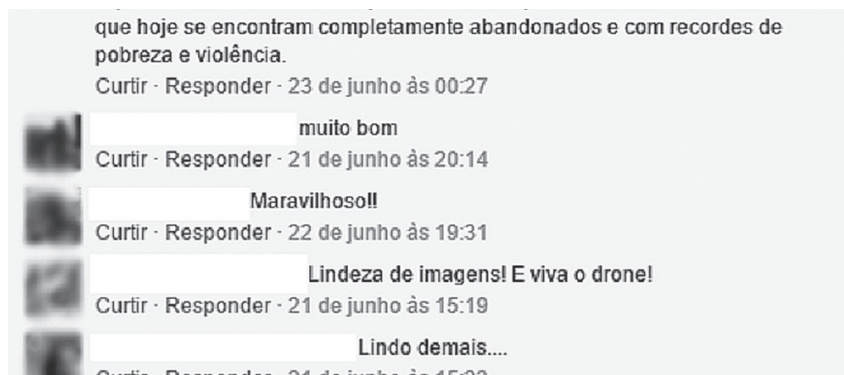 que hoje se encontram completamente abandonados e com recordes de
pobreza e violência.
Curtir · Responder · 23 de junho às 00:27
muito bom
Curtir · Responder · 21 de junho às 20:14
Maravilhoso!!
Curtir · Responder · 22 de junho às 19:31
Lindeza de imagens! E viva o drone!
Curtir · Responder · 21 de junho às 15:19
Lindo demais....